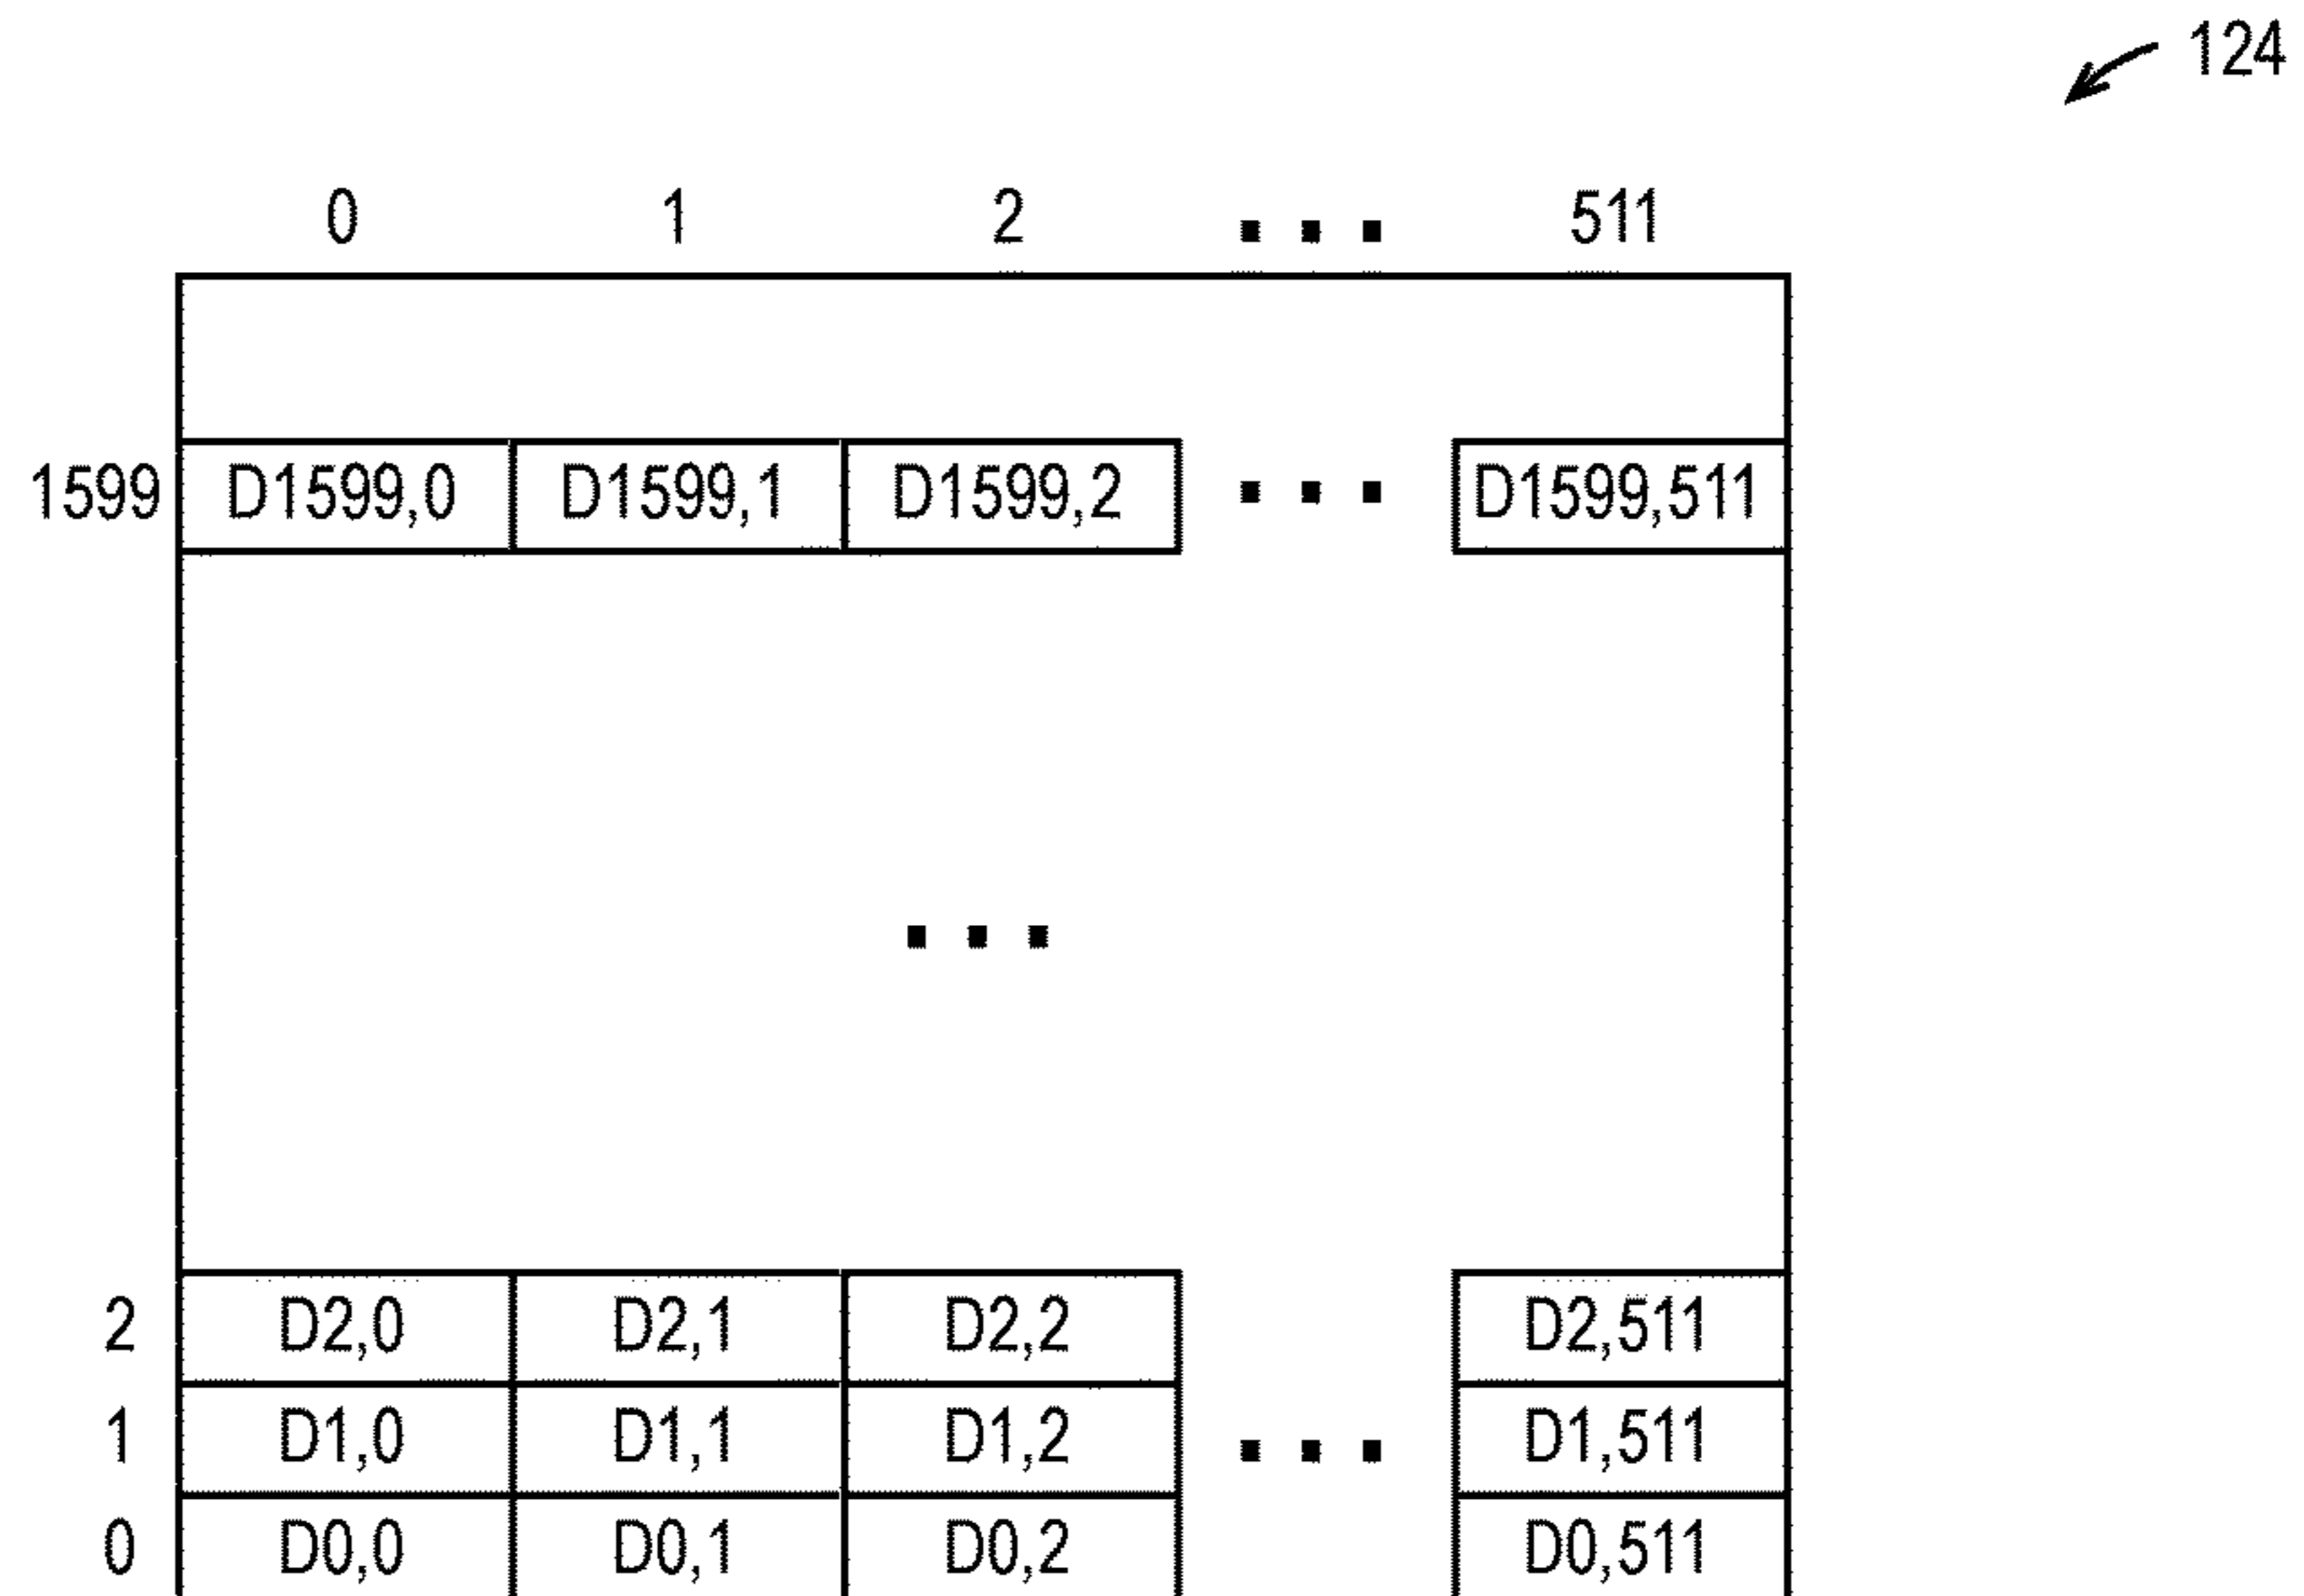 124
0 1 2 ... 511
1599 D1599,0 D1599,1 D1599,2 ... D1599,511
...
2 D2,0 D2,1 D2,2 D2,511
1 D1,0 D1,1 D1,2 ... D1,511
0 D0,0 D0,1 D0,2 D0,511